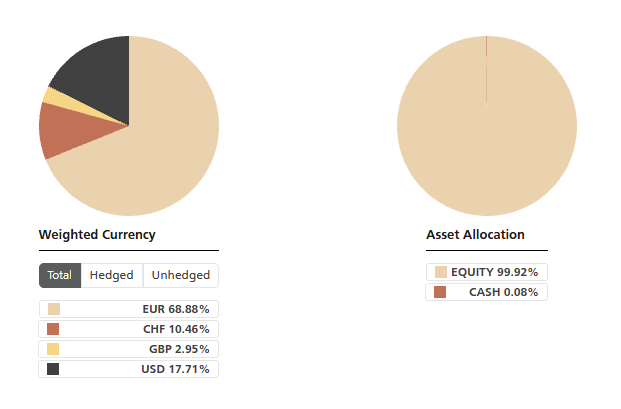 Weighted Currency
Total Hedged Unhedged
EUR 68.88%
CHF 10.46%
GBP 2.95%
USD 17.71%
Asset Allocation
EQUITY 99.92%
CASH 0.08%